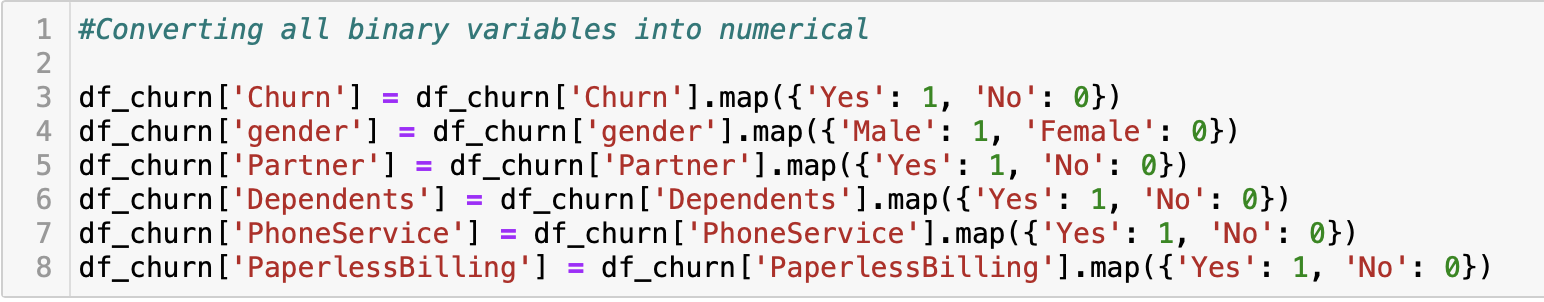 1 #Converting all binary variables into numerical
2
3 df_churn['Churn'] = df_churn['Churn'].map({'Yes': 1, 'No': 0})
4 df_churn['gender'] = df_churn['gender'].map({'Male': 1, 'Female': 0})
5 df_churn['Partner'] = df_churn['Partner'].map({'Yes': 1, 'No': 0})
6 df_churn['Dependents'] = df_churn['Dependents'].map({'Yes': 1, 'No': 0})
7 df_churn['PhoneService'] = df_churn['PhoneService'].map({'Yes': 1, 'No': 0})
8 df_churn['PaperlessBilling'] = df_churn['PaperlessBilling'].map({'Yes': 1, 'No': 0})